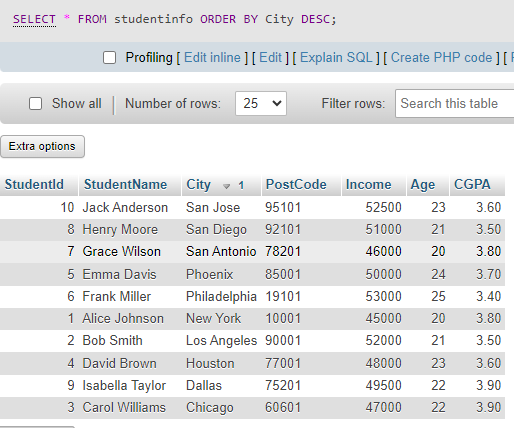 SELECT * FROM studentinfo ORDER BY City DESC;
Profiling [ Edit inline ] [ Edit ] [ Explain SQL ] [ Create PHP code ] [
Show all | Number of rows: 25 Filter rows: Search this table
Extra options
StudentId StudentName City 1 PostCode Income Age CGPA
10 Jack Anderson San Jose 95101 52500 23 3.60
8 Henry Moore San Diego 92101 51000 21 3.50
7 Grace Wilson San Antonio 78201 46000 20 3.80
5 Emma Davis Phoenix 85001 50000 24 3.70
6 Frank Miller Philadelphia 19101 53000 25 3.40
1 Alice Johnson New York 10001 45000 20 3.80
2 Bob Smith Los Angeles 90001 52000 21 3.50
4 David Brown Houston 77001 48000 23 3.60
9 Isabella Taylor Dallas 75201 49500 22 3.90
3 Carol Williams Chicago 60601 47000 22 3.90